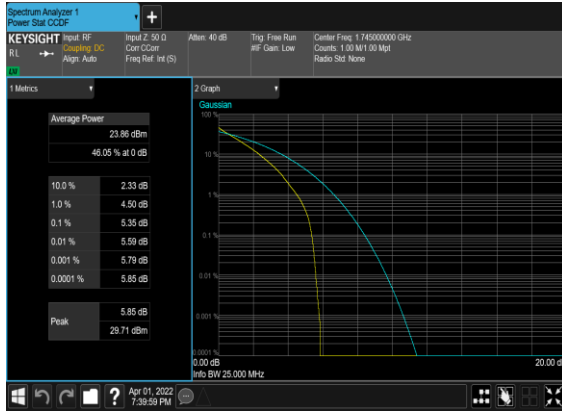 Spectrum Analyzer 1
Power Stat CCDF
KEYSIGHT
RL
LU
Input: RF
Coupling: DC
Align: Auto
Input Z: 50 Ω
Corr CCorr
Freq Ref: Int (S)
Atten: 40 dB
Trig: Free Run
#IF Gain: Low
Center Freq: 1.745000000 GHz
Counts: 1.00 M/1.00 Mpt
Radio Std: None
1 Metrics
Average Power
23.86 dBm
46.05 % at 0 dB
10.0 % 2.33 dB
1.0 % 4.50 dB
0.1 % 5.35 dB
0.01 % 5.59 dB
0.001 % 5.79 dB
0.0001 % 5.85 dB
Peak
5.85 dB
29.71 dBm
2 Graph
Gaussian
100 %
10 %
1 %
0.1 %
0.01 %
0.001 %
0.0001 %
0.00 dB 20.00 d
Info BW 25.000 MHz
? Apr 01, 2022
7:39:59 PM